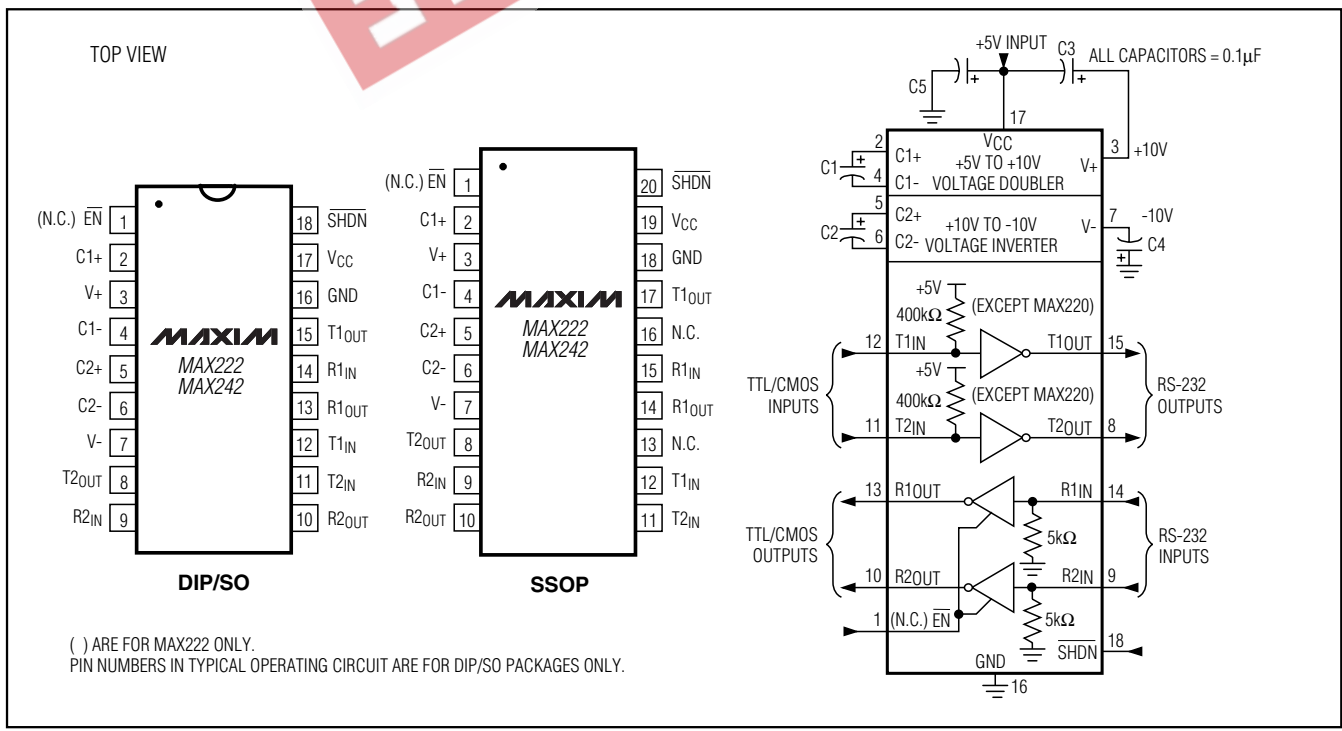 TOP VIEW
(N.C.) EN 1
C1+ 2
V+ 3
C1- 4
C2+ 5
C2- 6
V- 7
T2OUT 8
R2IN 9
18 SHDN
17 VCC
16 GND
15 T1OUT
14 R1IN
13 R1OUT
12 T1IN
11 T2IN
10 R2OUT
MAXIM
MAX222
MAX242
DIP/SO
(N.C.) EN 1
C1+ 2
V+ 3
C1- 4
C2+ 5
C2- 6
V- 7
T2OUT 8
R2IN 9
R2OUT 10
20 SHDN
19 VCC
18 GND
17 T1OUT
16 N.C.
15 R1IN
14 R1OUT
13 N.C.
12 T1IN
11 T2IN
MAXIM
MAX222
MAX242
SSOP
( ) ARE FOR MAX222 ONLY.
PIN NUMBERS IN TYPICAL OPERATING CIRCUIT ARE FOR DIP/SO PACKAGES ONLY.
+5V INPUT
C3
ALL CAPACITORS = 0.1μF
C5
+
+
17
VCC
2
C1+
+5V TO +10V
3
+10V
C1
+
V+
4
C1-
VOLTAGE DOUBLER
5
C2+
+10V TO -10V
7
-10V
C2
+
V-
6
C2-
VOLTAGE INVERTER
C4
+
+5V
400kΩ
(EXCEPT MAX220)
12
T1IN
T1OUT
15
+5V
TTL/CMOS
INPUTS
400kΩ
(EXCEPT MAX220)
RS-232
OUTPUTS
11
T2IN
T2OUT
8
13
R1OUT
R1IN
14
TTL/CMOS
OUTPUTS
5kΩ
RS-232
INPUTS
10
R2OUT
R2IN
9
1
(N.C.) EN
5kΩ
SHDN
18
GND
16